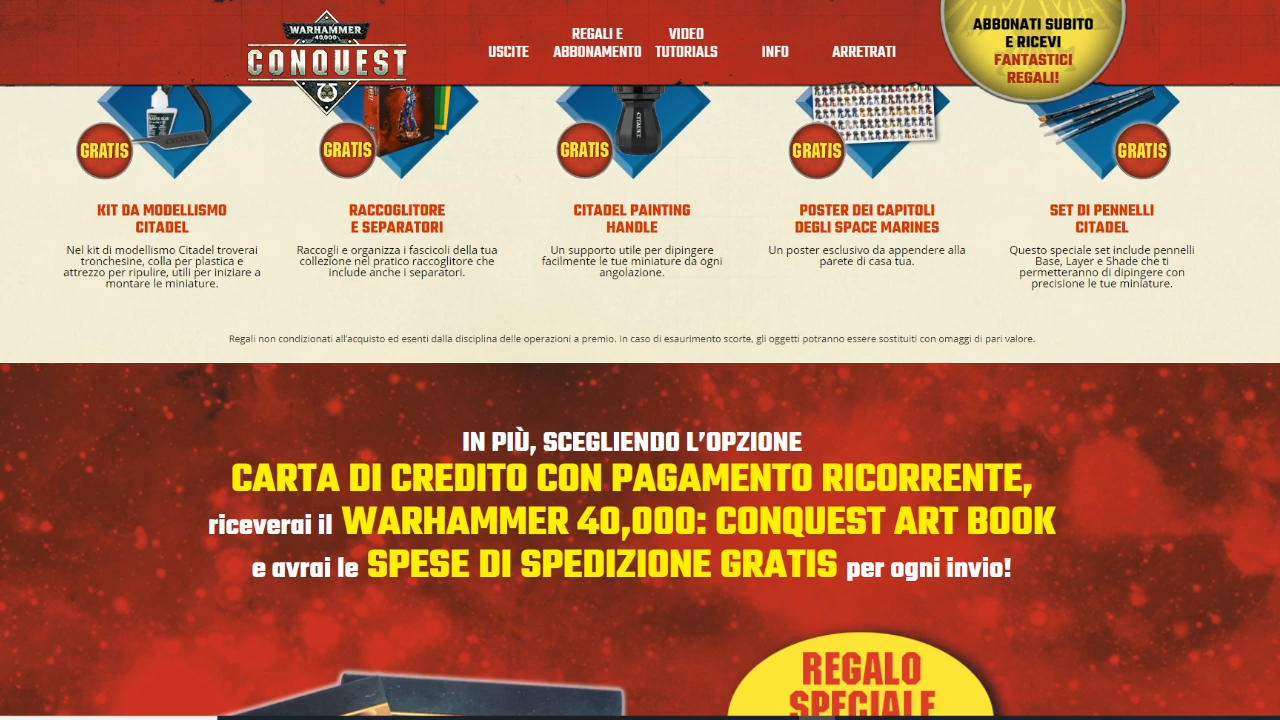 WARHAMMER
40,000
CONQUEST
USCITE
REGALI E
ABBONAMENTO
VIDEO
TUTORIALS
INFO
ARRETRATI
ABBONATI SUBITO
E RICEVI
FANTASTICI
REGALI!
GRATIS
GRATIS
GRATIS
GRATIS
GRATIS
KIT DA MODELLISMO
CITADEL
Nel kit di modellismo Citadel troverai
tronchesine, colla per plastica e
attrezzo per ripulire, utili per iniziare a
montare le miniature.
RACCOGLITORE
E SEPARATORI
Raccogli e organizza i fascicoli della tua
collezione nel pratico raccoglitore che
include anche i separatori.
CITADEL PAINTING
HANDLE
Un supporto utile per dipingere
facilmente le tue miniature da ogni
angolazione.
POSTER DEI CAPITOLI
DEGLI SPACE MARINES
Un poster esclusivo da appendere alla
parete di casa tua.
SET DI PENNELLI
CITADEL
Questo speciale set include pennelli
Base, Layer e Shade che ti
permetteranno di dipingere con
precisione le tue miniature.
Regali non condizionati all'acquisto ed esenti dalla disciplina delle operazioni a premio. In caso di esaurimento scorte, gli oggetti potranno essere sostituiti con omaggi di pari valore.
IN PIÙ, SCEGLIENDO L'OPZIONE
CARTA DI CREDITO CON PAGAMENTO RICORRENTE,
riceverai il WARHAMMER 40,000: CONQUEST ART BOOK
e avrai le SPESE DI SPEDIZIONE GRATIS per ogni invio!
REGALO
SPECIALE